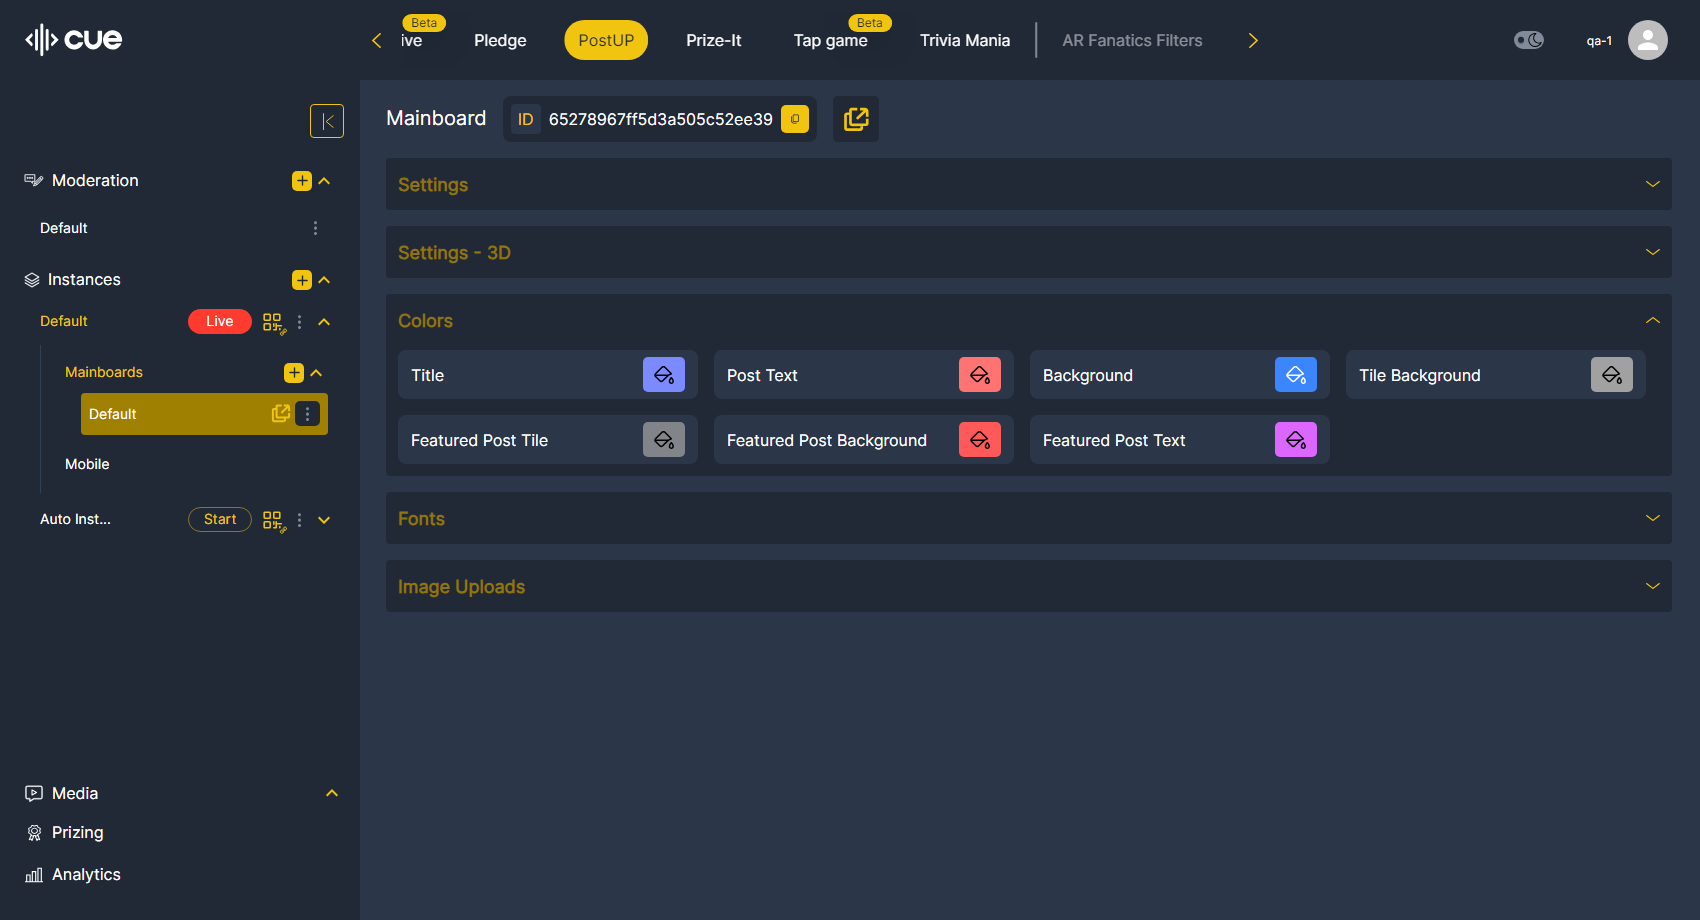 cue
Beta
ive
Pledge
PostUP
Prize-It
Beta
Tap game
Trivia Mania
AR Fanatics Filters
qa-1
Moderation
Default
Instances
Default
Live
Mainboards
Default
Mobile
Auto Inst...
Start
Media
Prizing
Analytics
Mainboard
ID 65278967ff5d3a505c52ee39
Settings
Settings - 3D
Colors
Title
Post Text
Background
Tile Background
Featured Post Tile
Featured Post Background
Featured Post Text
Fonts
Image Uploads